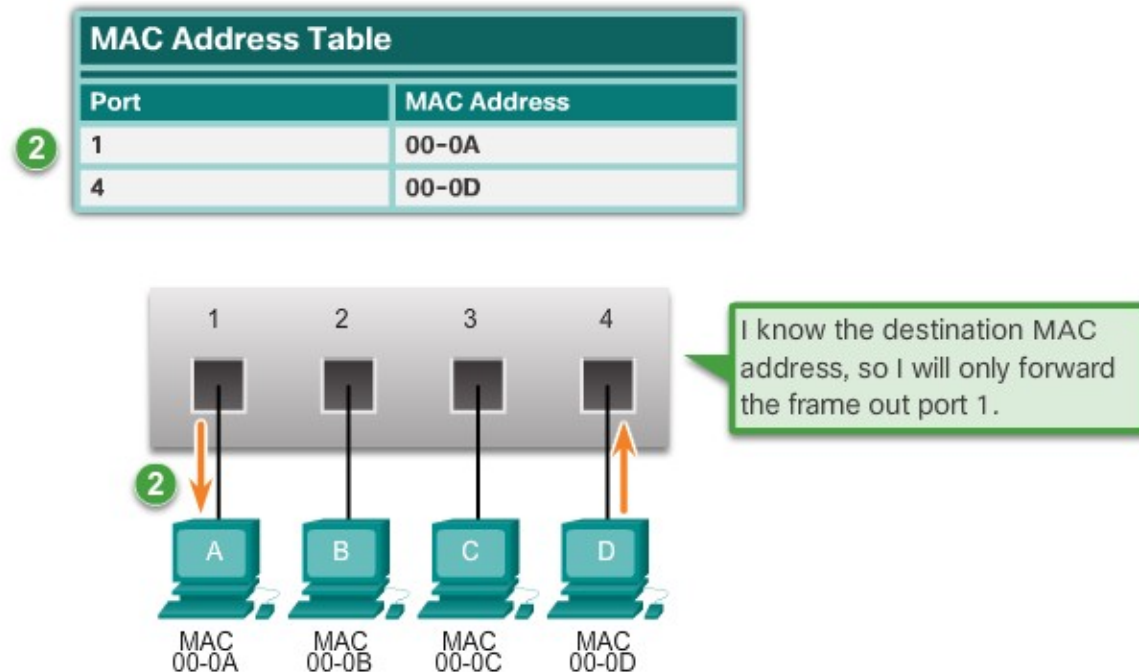 MAC Address Table
Port MAC Address
2
1 00-0A
4 00-0D
1 2 3 4
I know the destination MAC
address, so I will only forward
the frame out port 1.
2
A B C D
MAC MAC MAC MAC
00-0A 00-0B 00-0C 00-0D